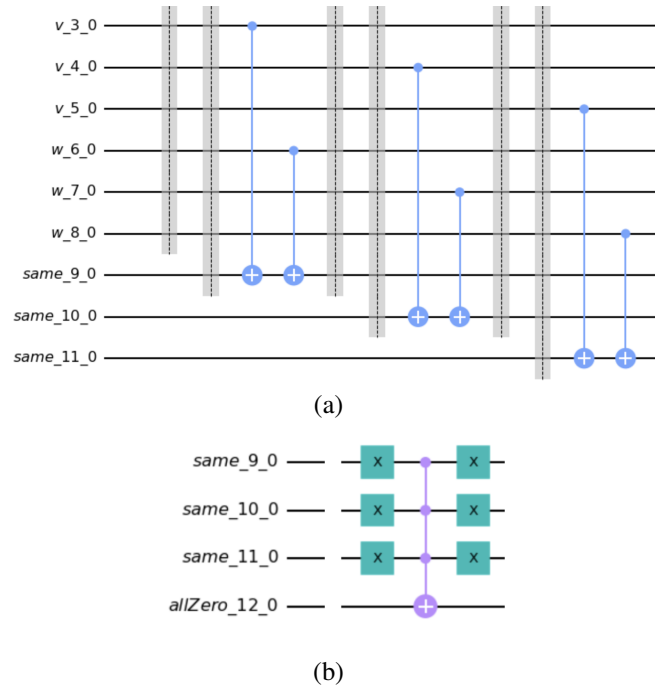 v_3_0
v_4_0
v_5_0
w_6_0
w_7_0
w_8_0
same_9_0
same_10_0
same_11_0
(a)
same_9_0 X X
same_10_0 X X
same_11_0 X X
allZero_12_0
(b)